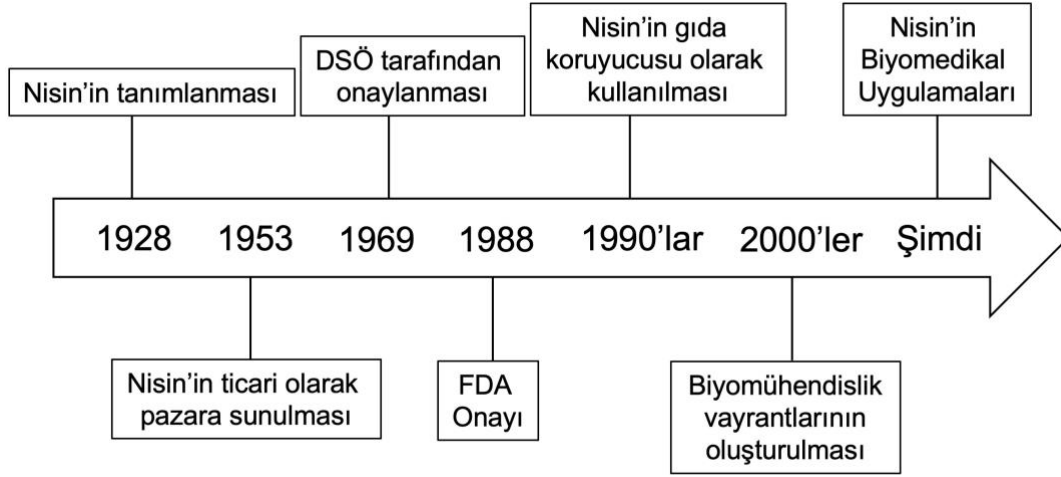 Nisin’in tanımlanması
DSÖ tarafından
onaylanması
Nisin’in gıda
koruyucusu olarak
kullanılması
Nisin’in
Biyomedikal
Uygulamaları
1928 1953 1969 1988 1990’lar 2000’ler Şimdi
Nisin’in ticari olarak
pazara sunulması
FDA
Onayı
Biyomühendislik
vayrantlarının
oluşturulması